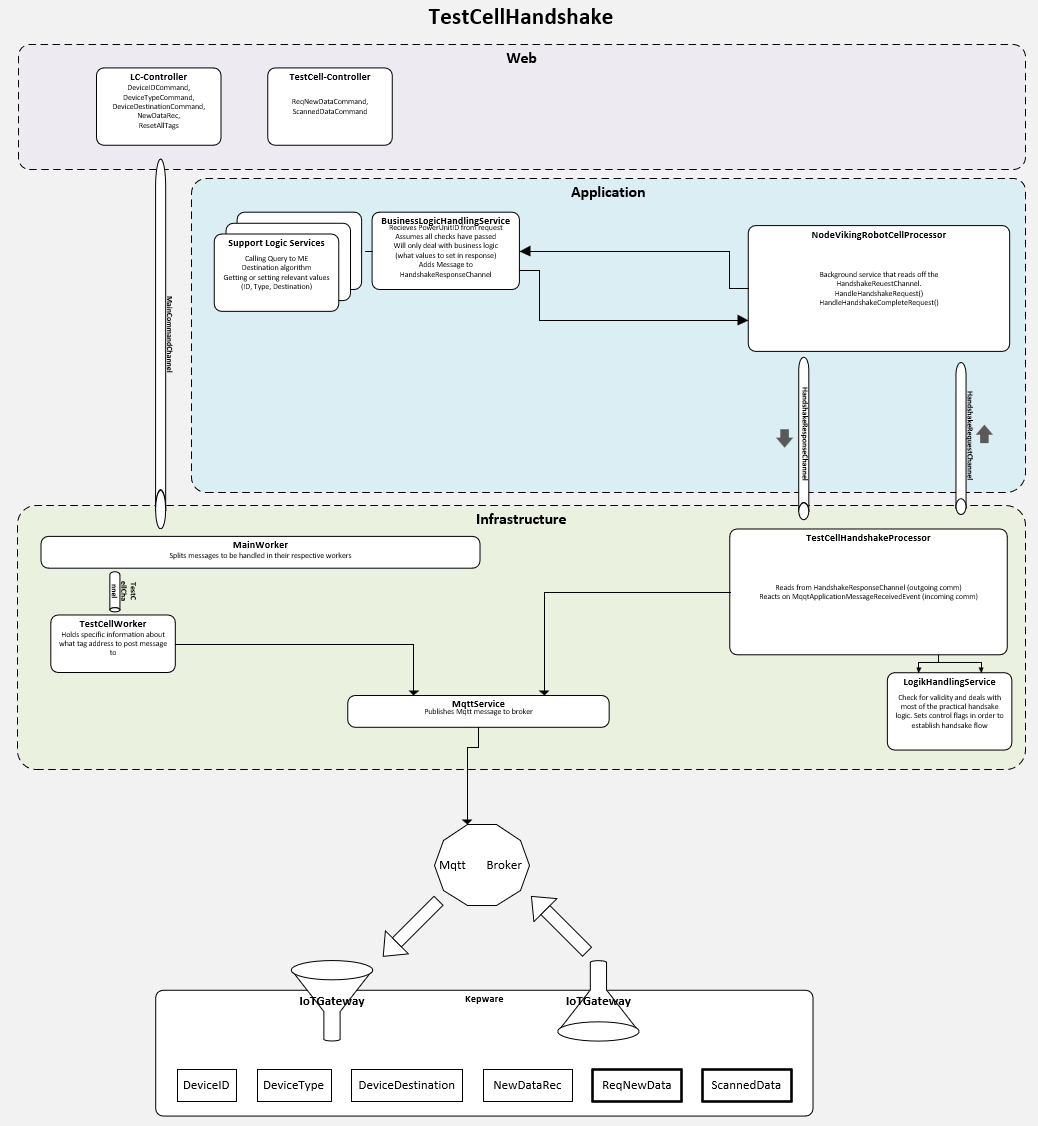 TestCellHandshake
Web
LC-Controller
DeviceIDCommand,
DeviceTypeCommand,
DeviceDestinationCommand,
NewDataRec,
ResetAllTags
TestCell-Controller
ReqNewDataCommand,
ScannedDataCommand
MainCommandChannel
Application
Support Logic Services
Calling Query to ME
Destination algorithm
Getting or setting relevant values
(ID, Type, Destination)
BusinessLogicHandlingService
Recieves PowerUnitID from request
Assumes all checks have passed
Will only deal with business logic
(what values to set in response)
Adds Message to
HandshakeResponseChannel
NodeVikingRobotCellProcessor
Background service that reads off the
HandshakeReuestChannel.
HandleHandshakeRequest()
HandleHandshakeCompleteRequest()
HandshakeResponseChannel
HandshakeRequestChannel
Infrastructure
MainWorker
Splits messages to be handled in their respective workers
TestC
ellCha
nnel
TestCellWorker
Holds specific information about
what tag address to post message
to
TestCellHandshakeProcessor
Reads from HandshakeResponseChannel (outgoing comm)
Reacts on MqqtApplicationMessageReceivedEvent (incoming comm)
LogikHandlingService
Check for validity and deals with
most of the practical handsake
logic. Sets control flags in order to
establish handsake flow
MqttService
Publishes Mqtt message to broker
Mqtt Broker
IoTGateway
Kepware
IoTGateway
DeviceID
DeviceType
DeviceDestination
NewDataRec
ReqNewData
ScannedData